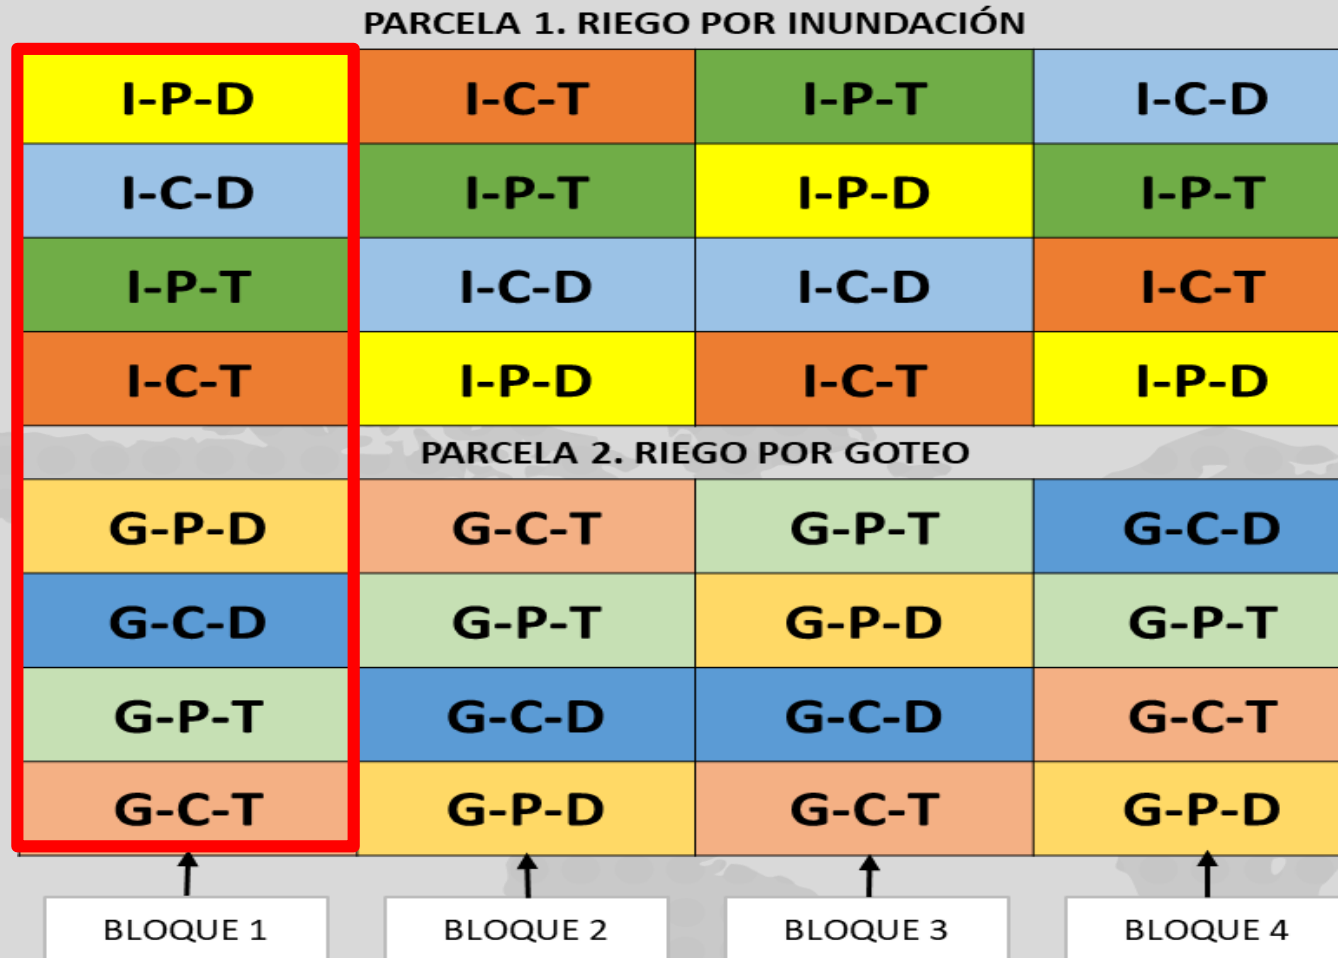 PARCELA 1. RIEGO POR INUNDACIÓN
I-P-D I-C-T I-P-T I-C-D
I-C-D I-P-T I-P-D I-P-T
I-P-T I-C-D I-C-D I-C-T
I-C-T I-P-D I-C-T I-P-D
PARCELA 2. RIEGO POR GOTEO
G-P-D G-C-T G-P-T G-C-D
G-C-D G-P-T G-P-D G-P-T
G-P-T G-C-D G-C-D G-C-T
G-C-T G-P-D G-C-T G-P-D
BLOQUE 1 BLOQUE 2 BLOQUE 3 BLOQUE 4